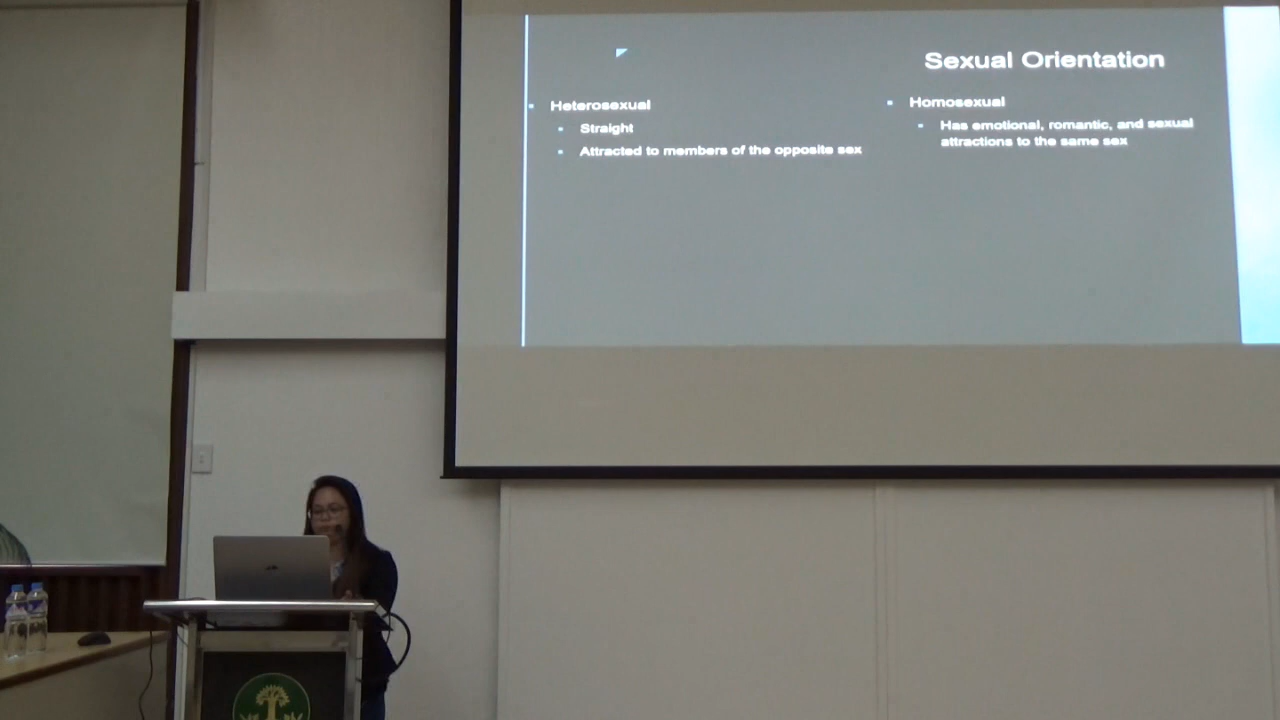 Sexual Orientation
Heterosexual
Straight
Attracted to members of the opposite sex
Homosexual
Has emotional, romantic, and sexual
attractions to the same sex